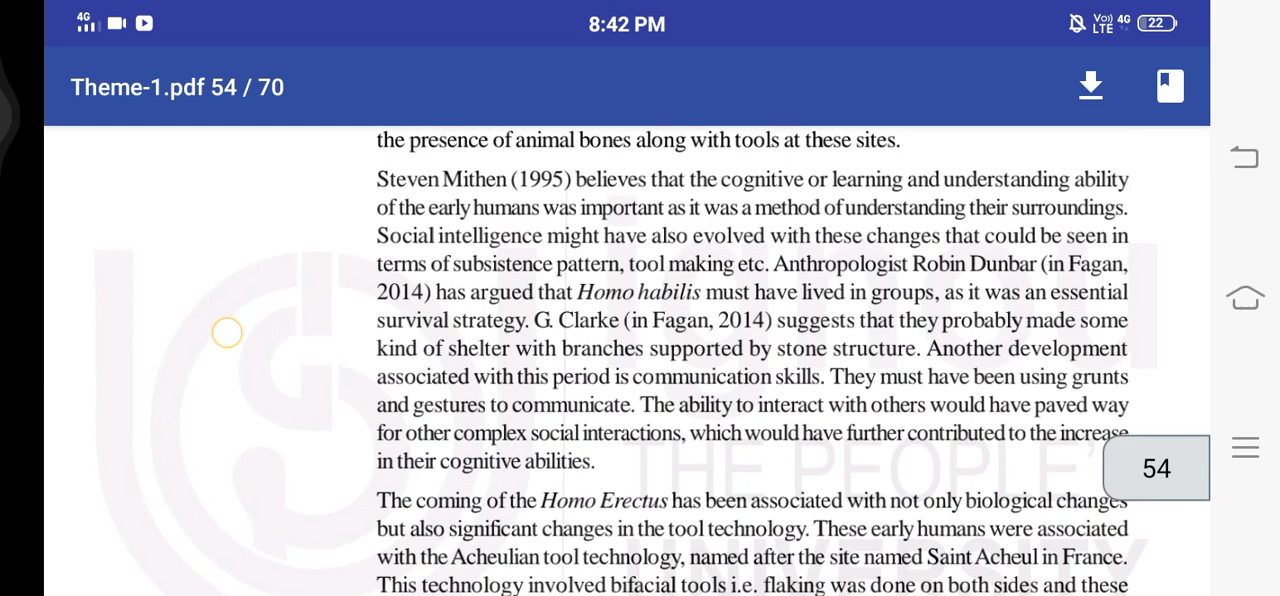 4G
8:42 PM
Vo)) LTE 4G 22
Theme-1.pdf 54 / 70
the presence of animal bones along with tools at these sites.
Steven Mithen (1995) believes that the cognitive or learning and understanding ability
of the early humans was important as it was a method of understanding their surroundings.
Social intelligence might have also evolved with these changes that could be seen in
terms of subsistence pattern, tool making etc. Anthropologist Robin Dunbar (in Fagan,
2014) has argued that Homo habilis must have lived in groups, as it was an essential
survival strategy. G. Clarke (in Fagan, 2014) suggests that they probably made some
kind of shelter with branches supported by stone structure. Another development
associated with this period is communication skills. They must have been using grunts
and gestures to communicate. The ability to interact with others would have paved way
for other complex social interactions, which would have further contributed to the increase
in their cognitive abilities.
54
The coming of the Homo Erectus has been associated with not only biological changes
but also significant changes in the tool technology. These early humans were associated
with the Acheulian tool technology, named after the site named Saint Acheul in France.
This technology involved bifacial tools i.e. flaking was done on both sides and these
ignou
THE PEOPLE'
UNIVERSITY